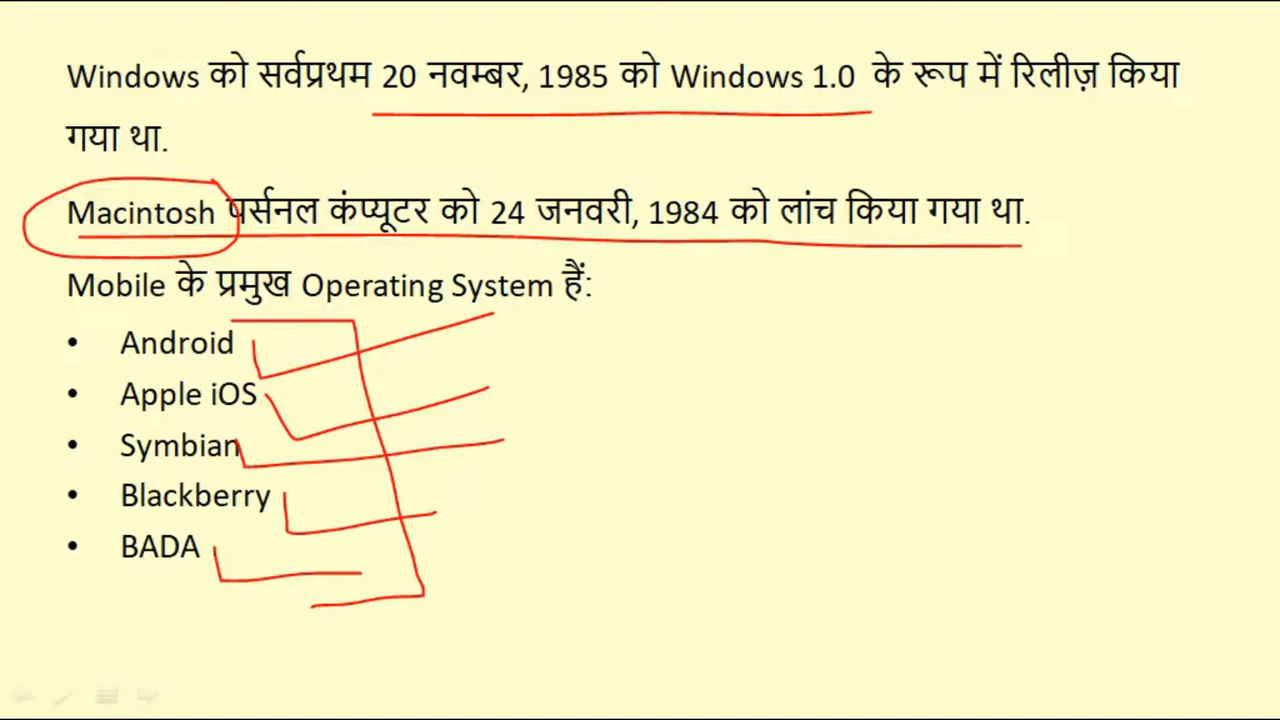 Windows को सर्वप्रथम 20 नवम्बर, 1985 को Windows 1.0 के रूप में रिलीज़ किया
गया था.
Macintosh पर्सनल कंप्यूटर को 24 जनवरी, 1984 को लांच किया गया था.
Mobile के प्रमुख Operating System हैं:
• Android
• Apple iOS
• Symbian
• Blackberry
• BADA